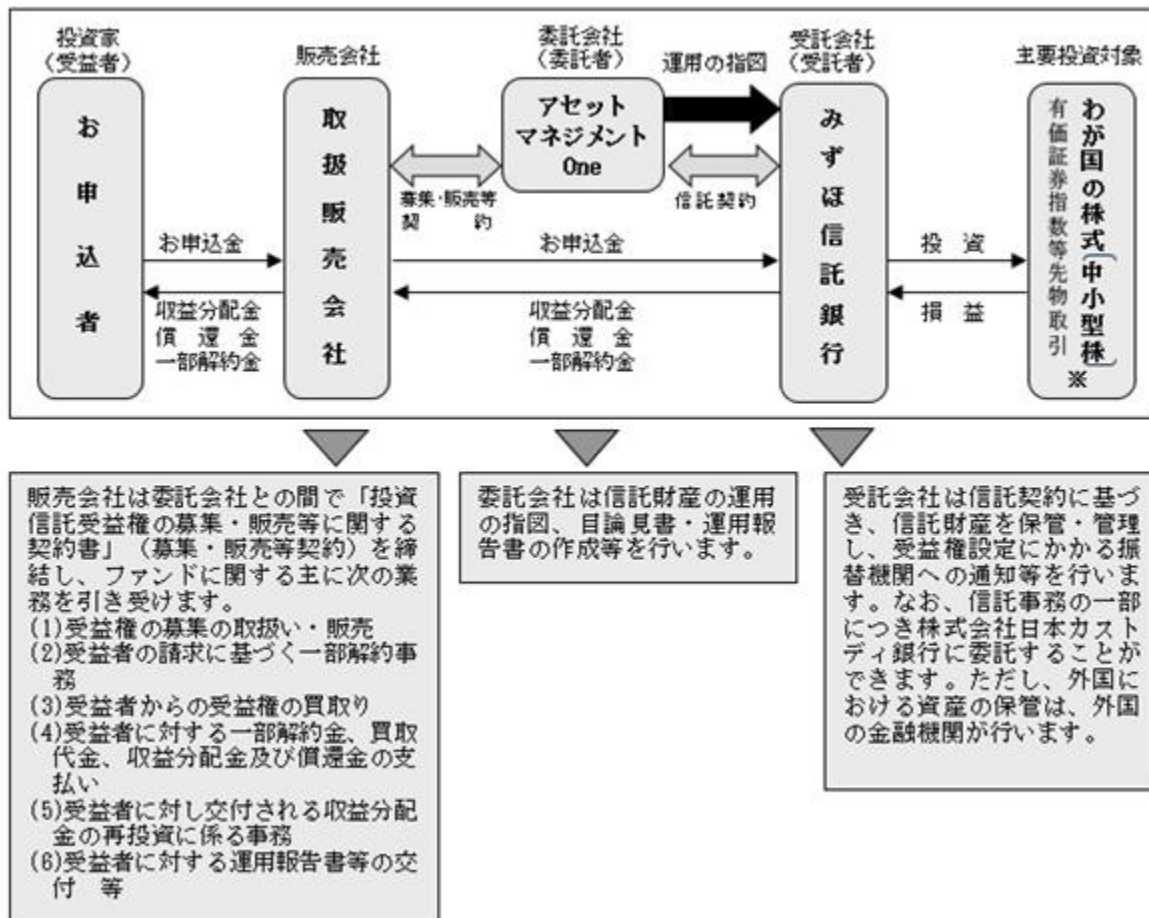 投資家
(受益者)
お申込者
販売会社
取扱販売会社
委託会社
(委託者)
アセット
マネジメント
One
運用の指図
受託会社
(受託者)
みずほ信託銀行
主要投資対象
わが国の株式(中小型株)※
有価証券指数等先物取引
募集・販売等
契 約
信託契約
お申込金
収益分配金
償 還 金
一部解約金
お申込金
収益分配金
償 還 金
一部解約金
投 資
損 益
販売会社は委託会社との間で「投資
信託受益権の募集・販売等に関する
契約書」(募集・販売等契約)を締
結し、ファンドに関する主に次の業
務を引き受けます。
(1)受益権の募集の取扱い・販売
(2)受益者の請求に基づく一部解約事
務
(3)受益者からの受益権の買取り
(4)受益者に対する一部解約金、買取
代金、収益分配金及び償還金の支
払い
(5)受益者に対し交付される収益分配
金の再投資に係る事務
(6)受益者に対する運用報告書等の交
付 等
委託会社は信託財産の運用
の指図、目論見書・運用報
告書の作成等を行います。
受託会社は信託契約に基づ
き、信託財産を保管・管理
し、受益権設定にかかる振
替機関への通知等を行いま
す。なお、信託事務の一部
につき株式会社日本カスト
ディ銀行に委託することが
できます。ただし、外国に
おける資産の保管は、外国
の金融機関が行います。